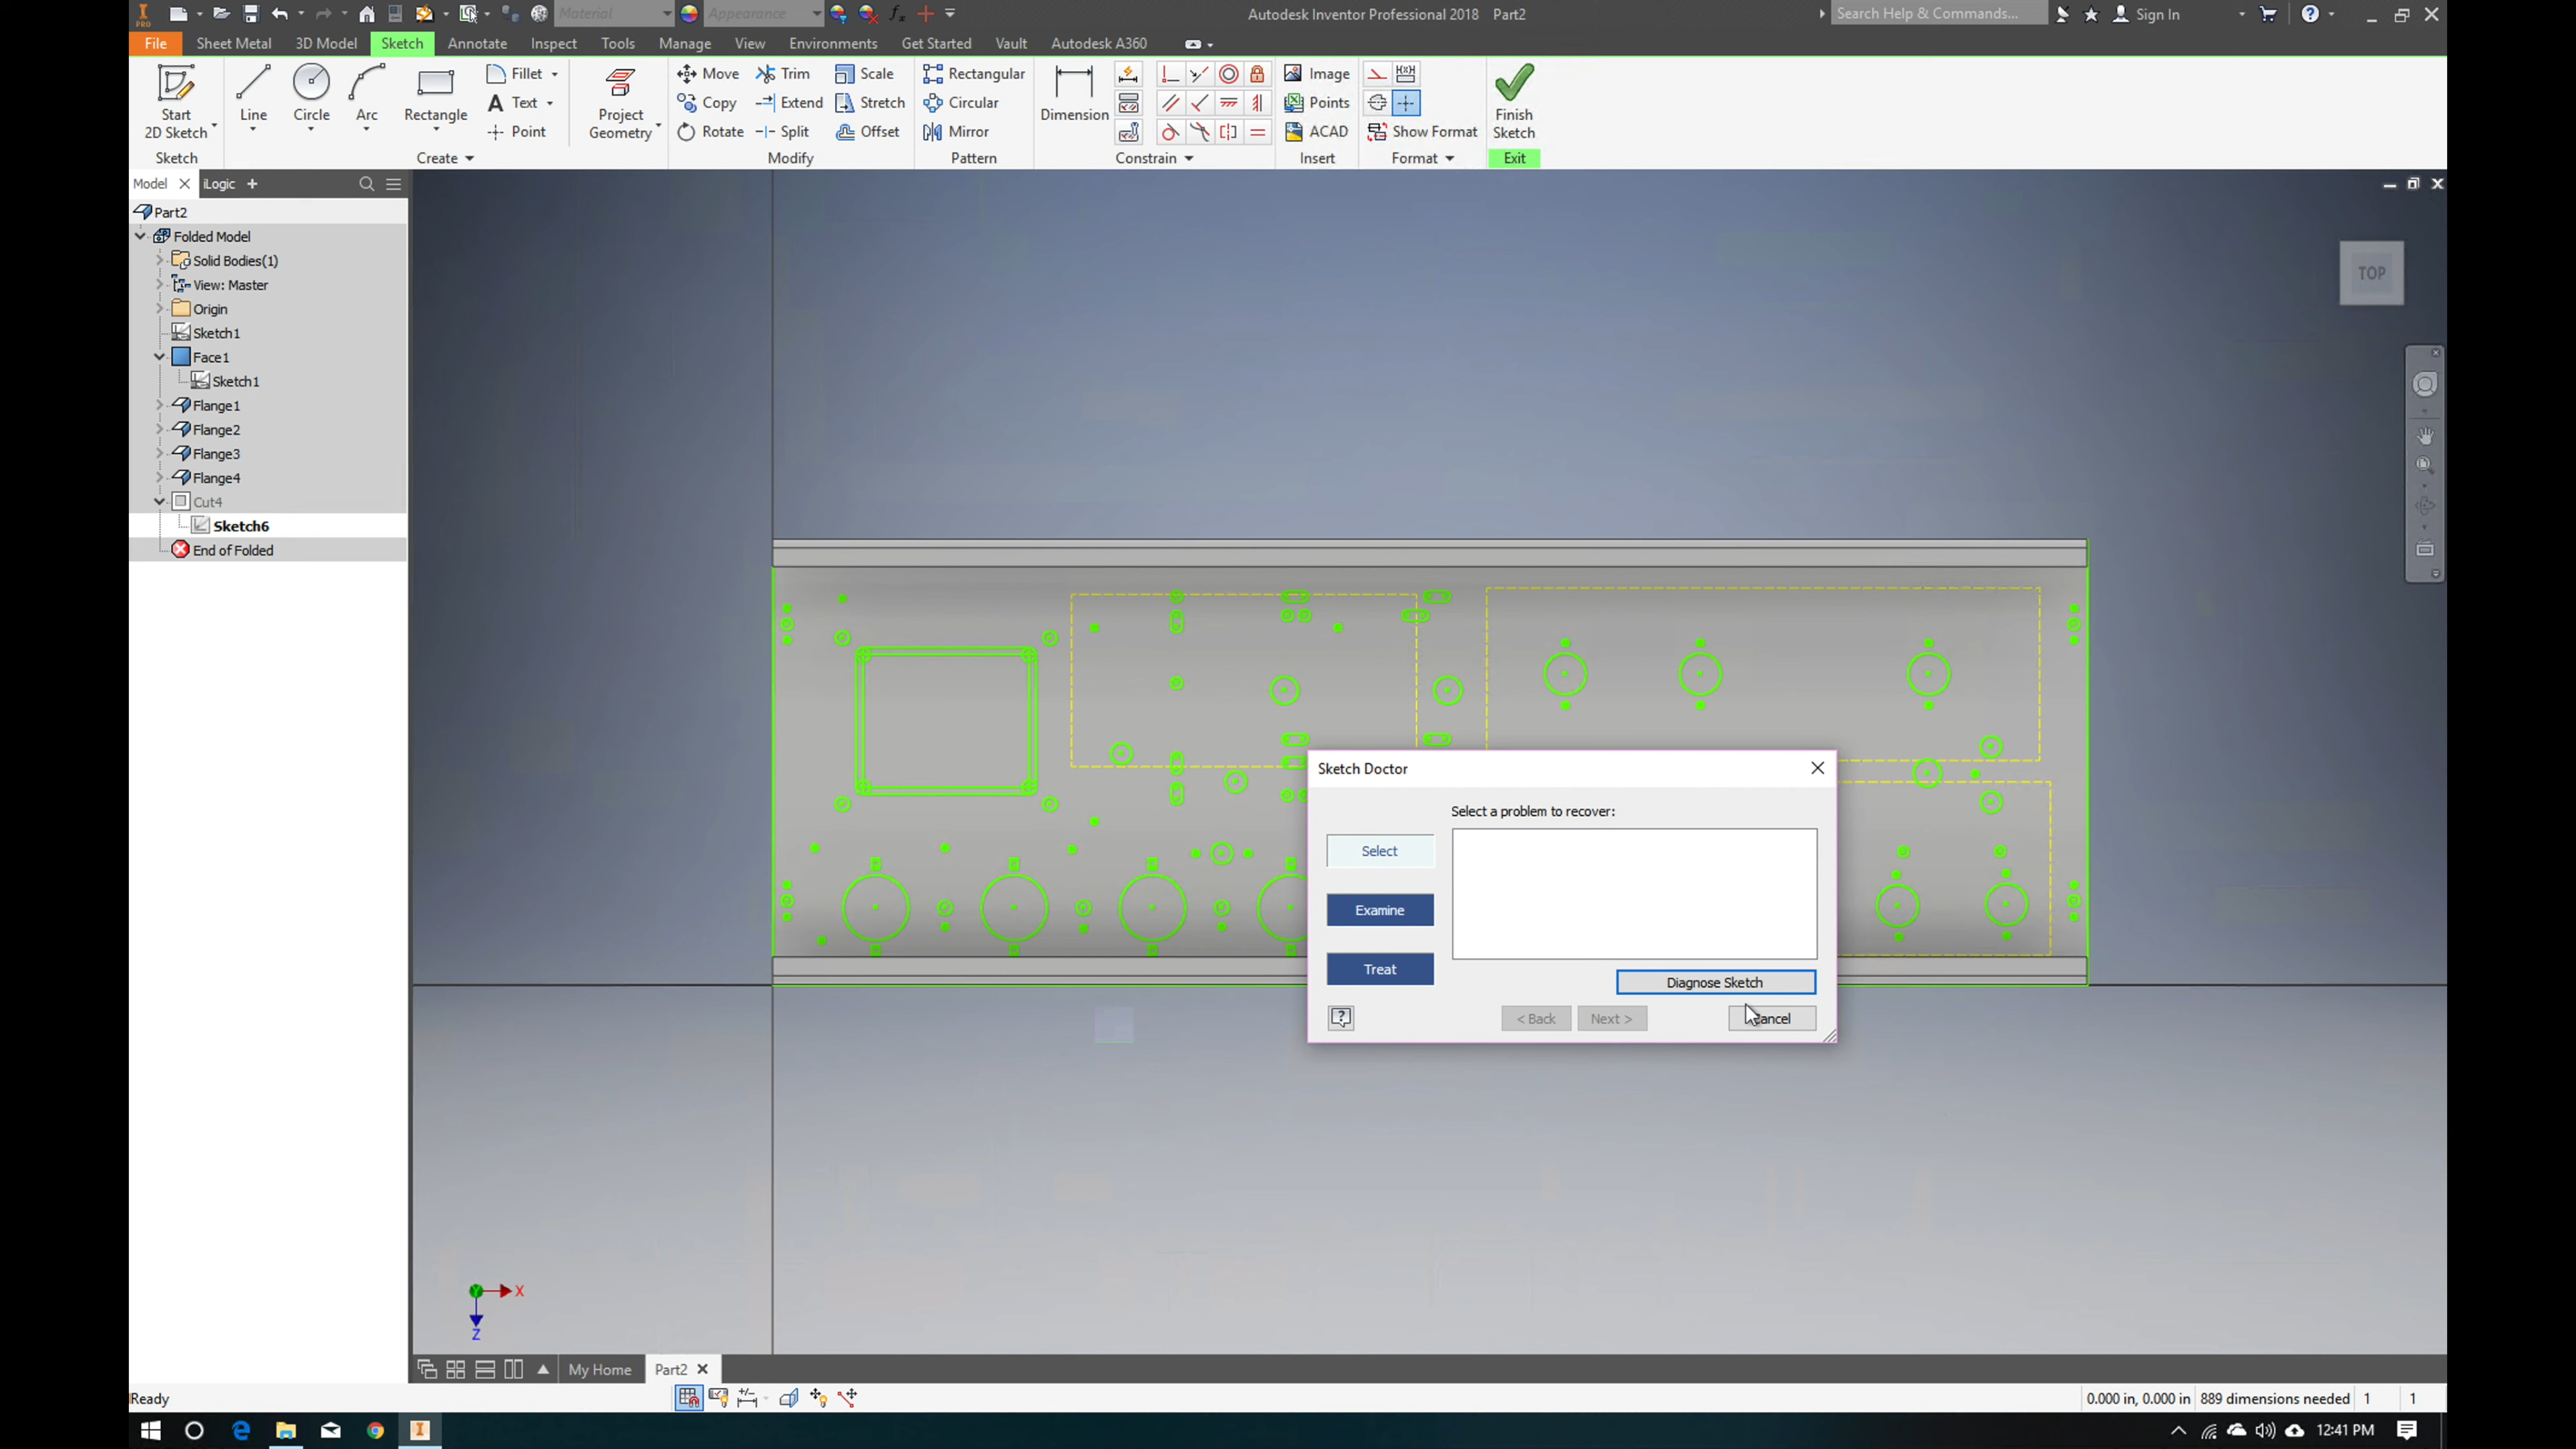 PRO
Material
Appearance
Autodesk Inventor Professional 2018 Part2
Search Help & Commands...
Sign In
File Sheet Metal 3D Model Sketch Annotate Inspect Tools Manage View Environments Get Started Vault Autodesk A360
Start
2D Sketch
Line
Circle
Arc
Rectangle
Fillet
Text
Point
Project
Geometry
Move
Copy
Rotate
Trim
Extend
Split
Scale
Stretch
Offset
Rectangular
Circular
Mirror
Dimension
Image
Points
ACAD
Show Format
Finish
Sketch
Sketch Create Modify Pattern Constrain Insert Format Exit
Model iLogic
Part2
Folded Model
Solid Bodies(1)
View: Master
Origin
Sketch1
Face1
Sketch1
Flange1
Flange2
Flange3
Flange4
Cut4
Sketch6
End of Folded
TOP
Sketch Doctor
Select a problem to recover:
Select
Examine
Treat
Diagnose Sketch
< Back Next >
X
Z
My Home Part2
Ready
0.000 in, 0.000 in 889 dimensions needed 1 1
12:41 PM